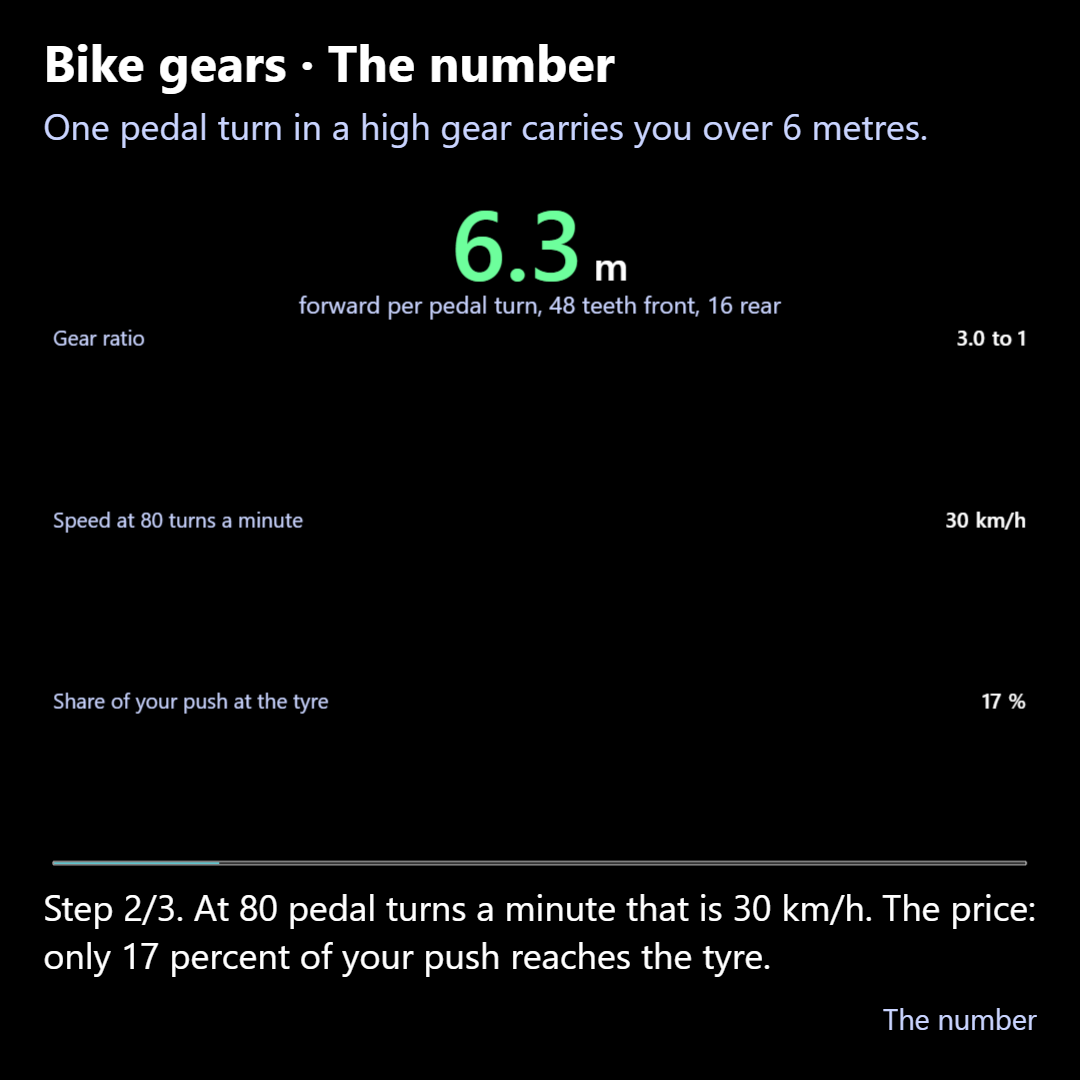 Bike gears · The number
One pedal turn in a high gear carries you over 6 metres.
6.3 m
forward per pedal turn, 48 teeth front, 16 rear
Gear ratio 3.0 to 1
Speed at 80 turns a minute 30 km/h
Share of your push at the tyre 17 %
Step 2/3. At 80 pedal turns a minute that is 30 km/h. The price:
only 17 percent of your push reaches the tyre.
The number